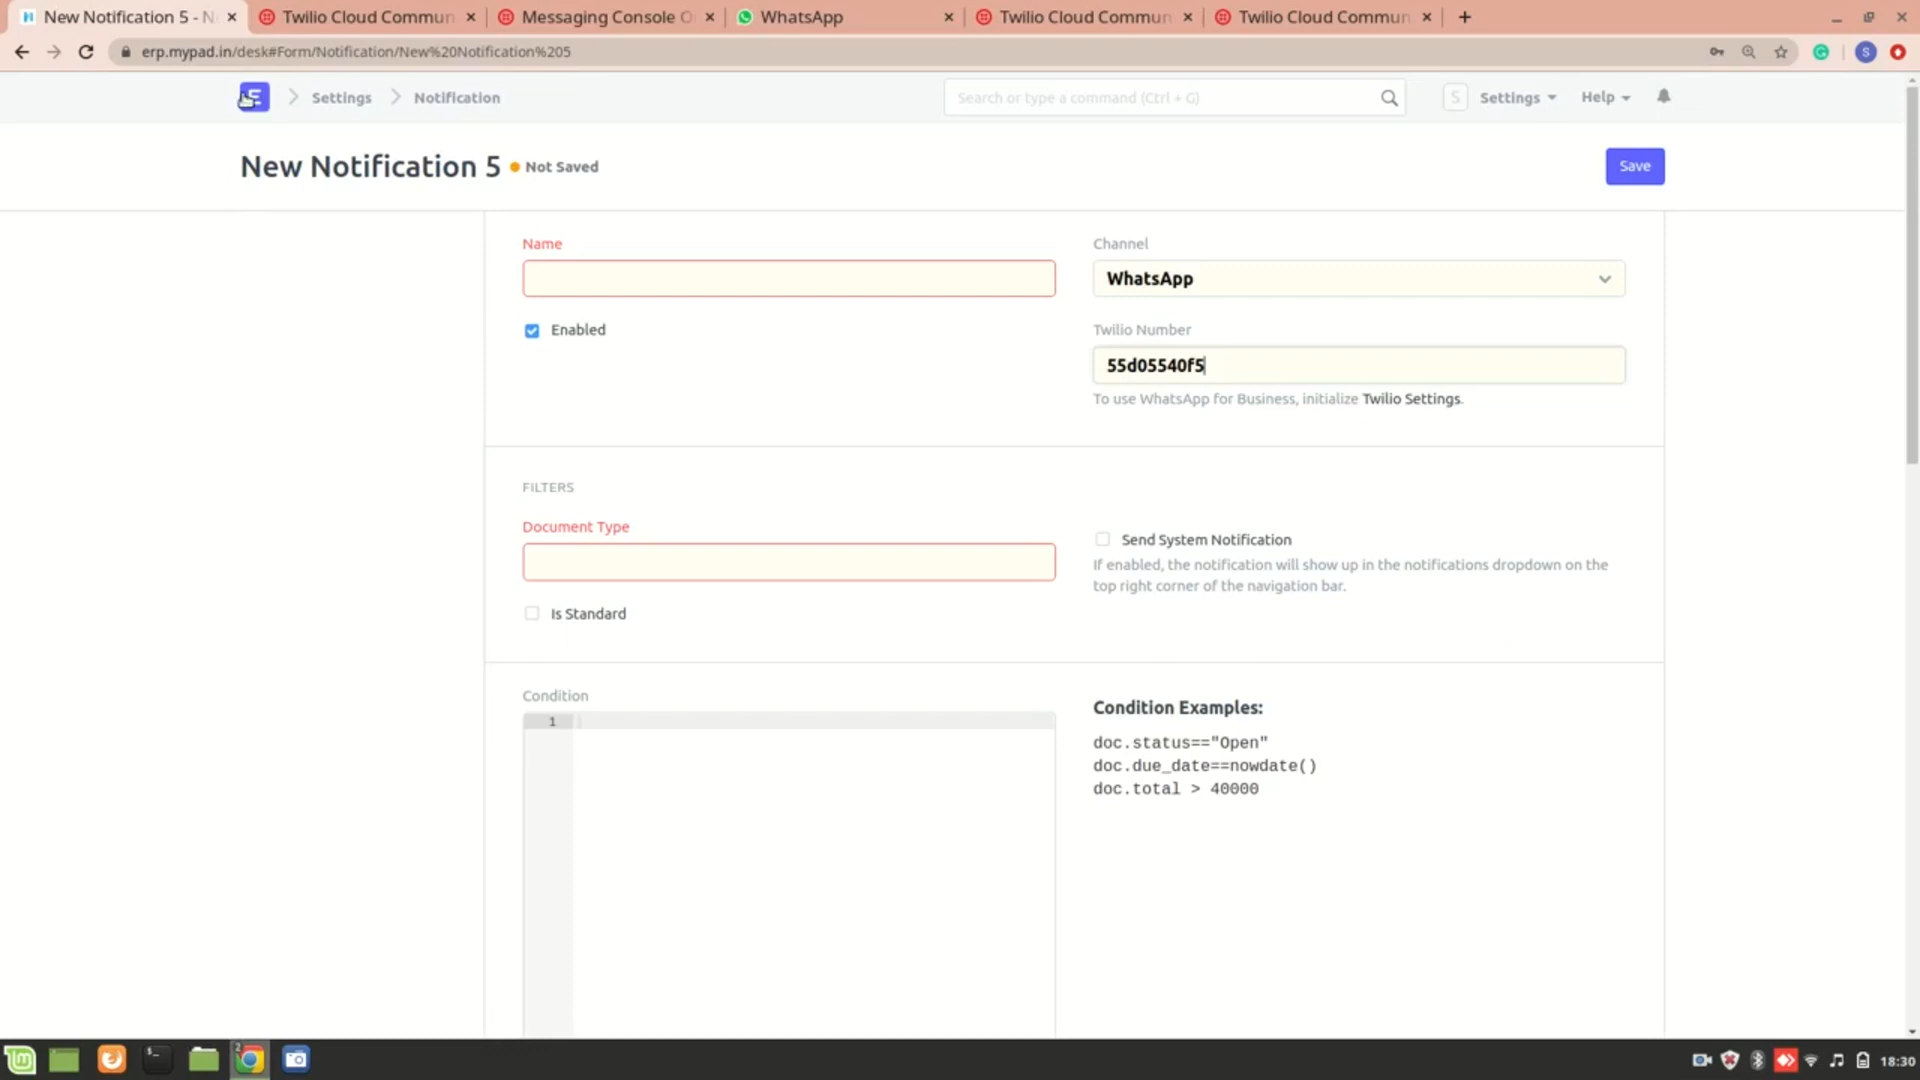 New Notification 5 - N
Twilio Cloud Commun
Messaging Console O
WhatsApp
Twilio Cloud Commun
Twilio Cloud Commun
erp.mypad.in/desk#Form/Notification/New%20Notification%205
S
Settings
Notification
Search or type a command (Ctrl + G)
S
Settings
Help
New Notification 5
Not Saved
Save
Name
Channel
WhatsApp
Enabled
Twilio Number
55d05540f5
To use WhatsApp for Business, initialize Twilio Settings.
FILTERS
Document Type
Send System Notification
If enabled, the notification will show up in the notifications dropdown on the
top right corner of the navigation bar.
Is Standard
Condition
1
Condition Examples:
doc.status=="Open"
doc.due_date==nowdate()
doc.total > 40000
2
18:30